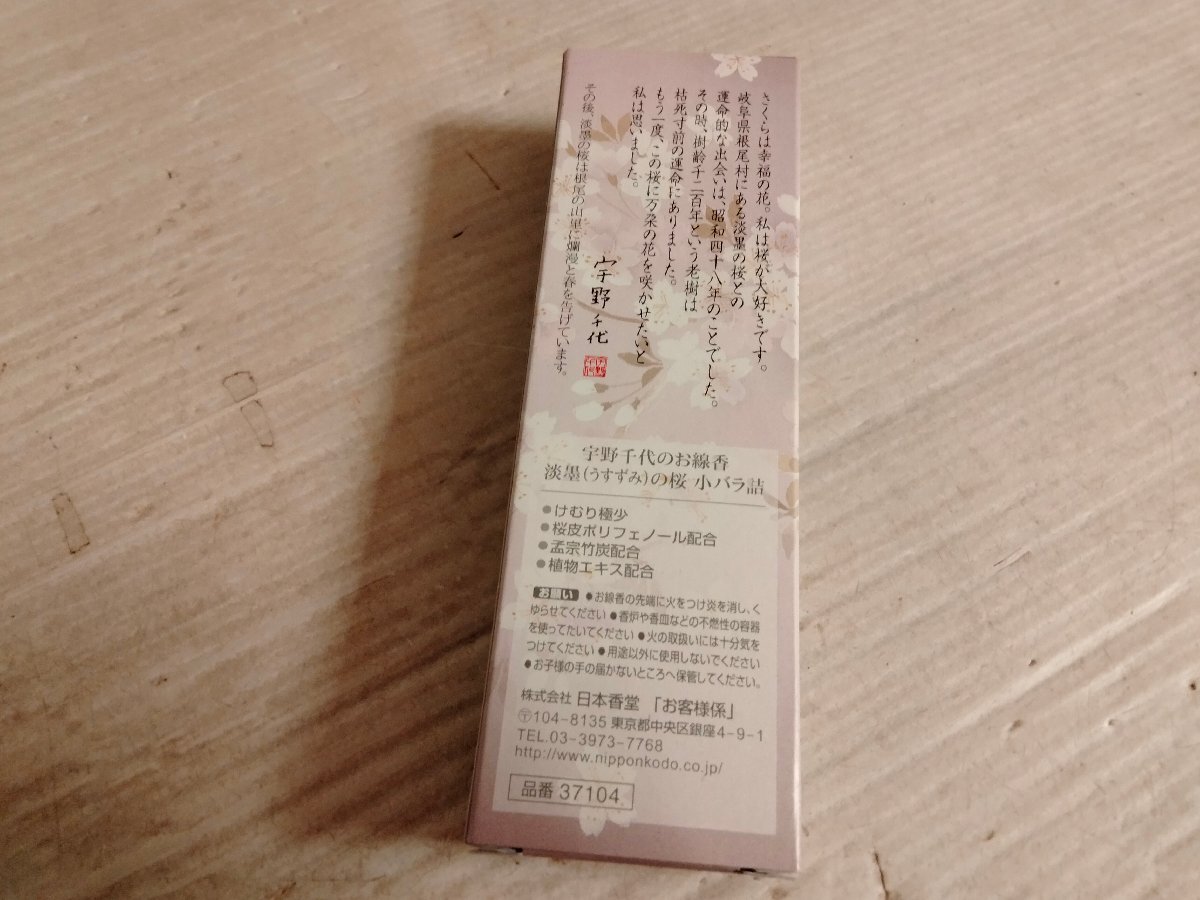 さくらは幸福の花。私は桜が大好きです。
岐阜県根尾村にある淡墨の桜との
運命的な出会いは、昭和四十八年のことでした。
その時、樹齢千二百年という老樹は
枯死寸前の運命にありました。
もう一度、この桜に万朶の花を咲かせたいと
私は思いました。
宇野千代
その後、淡墨の桜は根尾の山里に爛漫と春を告げています。
宇野千代のお線香
淡墨(うすずみ)の桜 小バラ詰
●けむり極少
●桜皮ポリフェノール配合
●孟宗竹炭配合
●植物エキス配合
お願い ●お線香の先端に火をつけ炎を消し、く
ゆらせてください ●香炉や香皿などの不燃性の容器
を使ってたいてください ●火の取扱いには十分気を
つけてください ●用途以外に使用しないでください
●お子様の手の届かないところへ保管してください。
株式会社 日本香堂 「お客様係」
〒104-8135 東京都中央区銀座4-9-1
TEL.03-3973-7768
http://www.nipponkodo.co.jp/
品番 37104